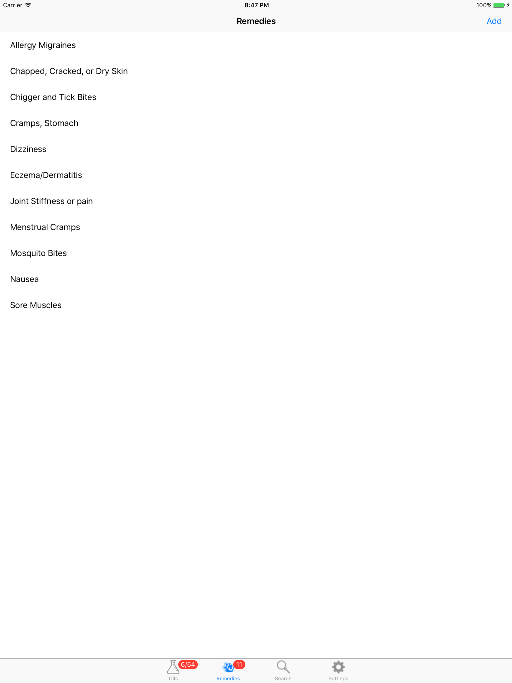 Carrier 8:47 PM 100%
Remedies Add
Allergy Migraines
Chapped, Cracked, or Dry Skin
Chigger and Tick Bites
Cramps, Stomach
Dizziness
Eczema/Dermatitis
Joint Stiffness or pain
Menstrual Cramps
Mosquito Bites
Nausea
Sore Muscles
5/54 11
Oils Remedies Search Settings